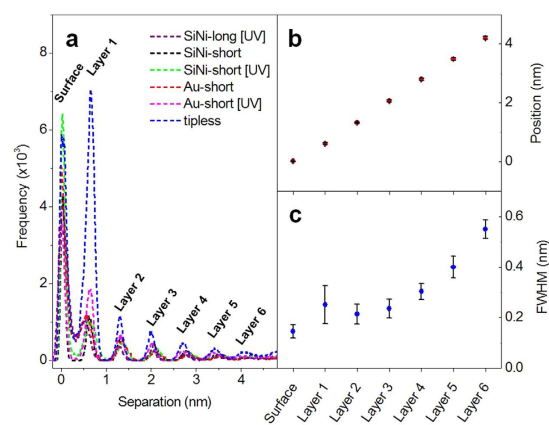 a
SiNi-long [UV]
SiNi-short
SiNi-short [UV]
Au-short
Au-short [UV]
tipless
Surface
Layer 1
Layer 2
Layer 3
Layer 4
Layer 5
Layer 6
Frequency (x10³)
8
6
4
2
0
0 1 2 3 4
Separation (nm)
b
4
2
0
Position (nm)
c
0.6
0.4
0.2
0.0
FWHM (nm)
Surface
Layer 1
Layer 2
Layer 3
Layer 4
Layer 5
Layer 6